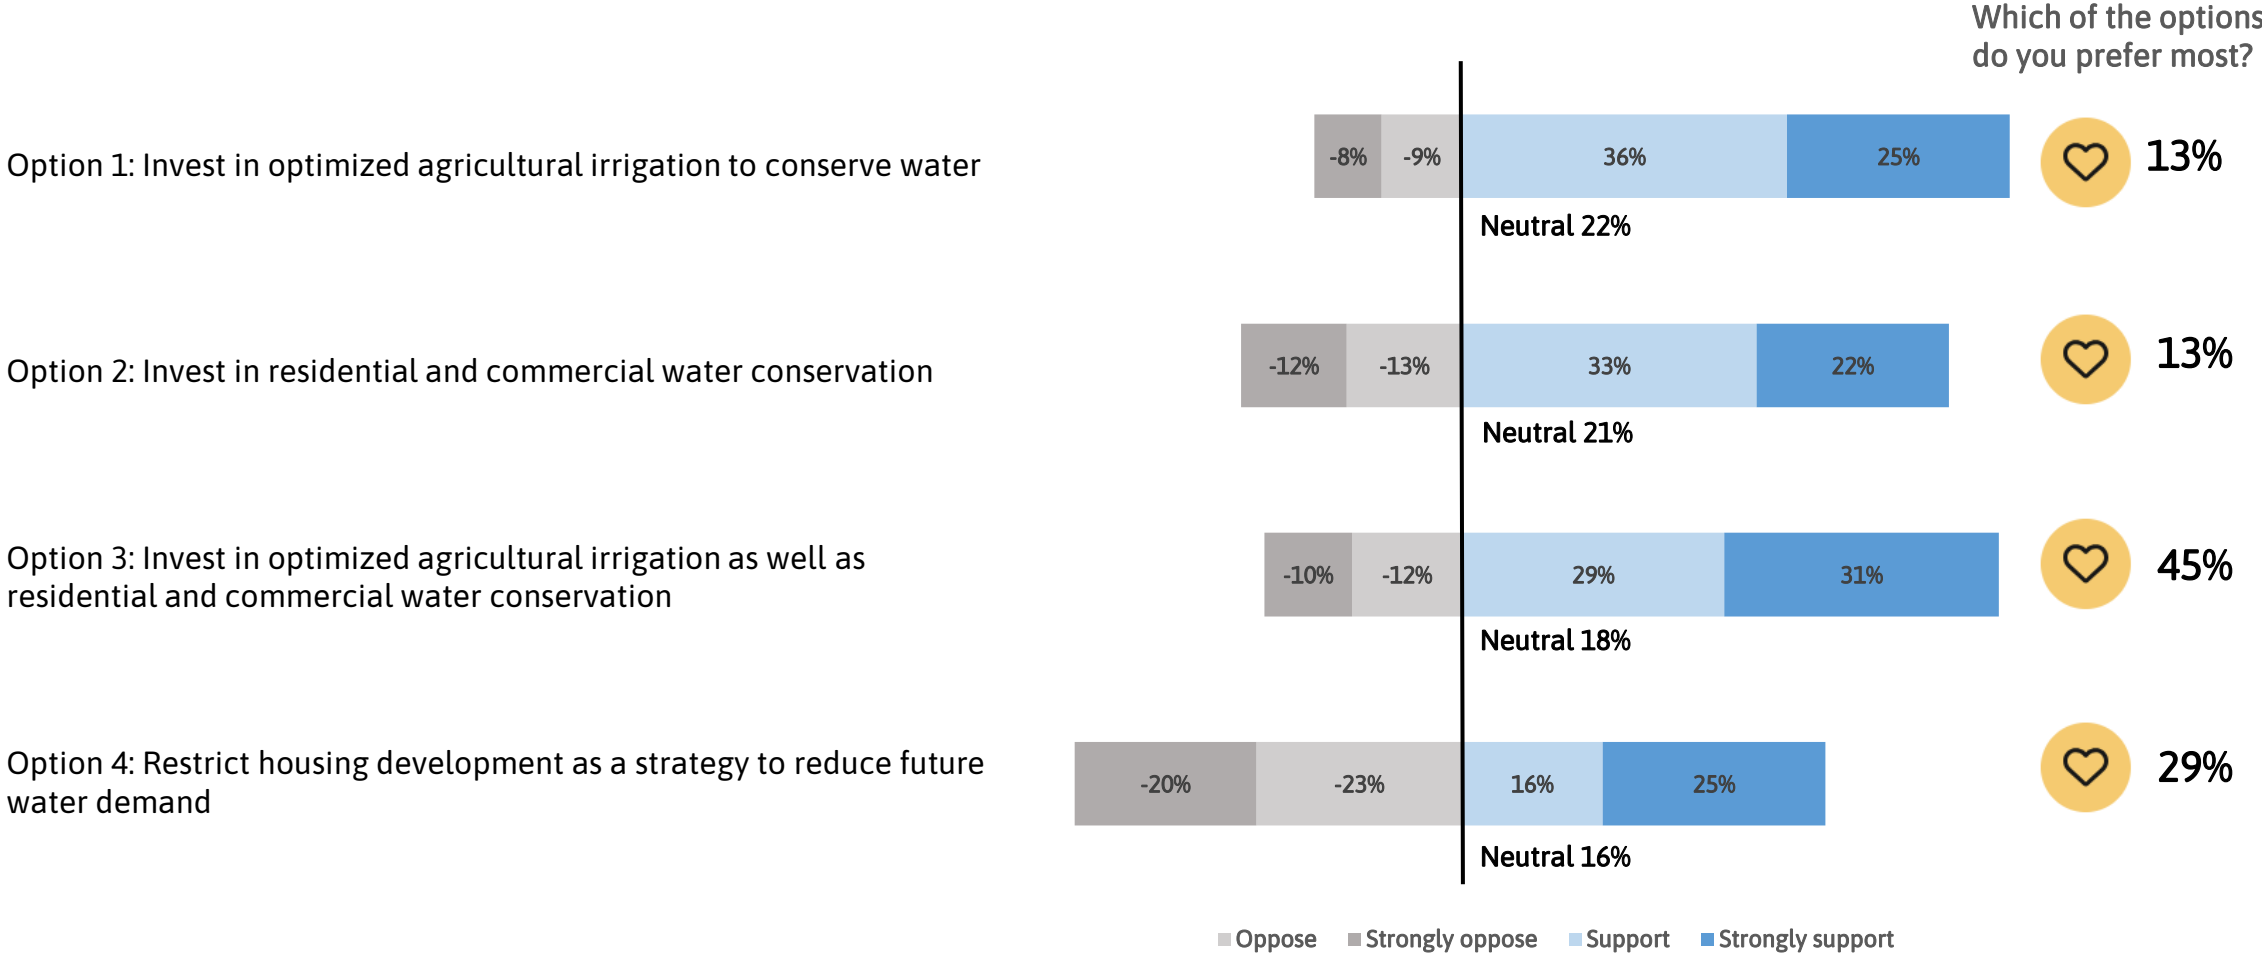 Which of the options
do you prefer most?
Option 1: Invest in optimized agricultural irrigation to conserve water
-8% -9% 36% 25% 13%
Neutral 22%
Option 2: Invest in residential and commercial water conservation
-12% -13% 33% 22% 13%
Neutral 21%
Option 3: Invest in optimized agricultural irrigation as well as
residential and commercial water conservation
-10% -12% 29% 31% 45%
Neutral 18%
Option 4: Restrict housing development as a strategy to reduce future
water demand
-20% -23% 16% 25% 29%
Neutral 16%
Oppose Strongly oppose Support Strongly support